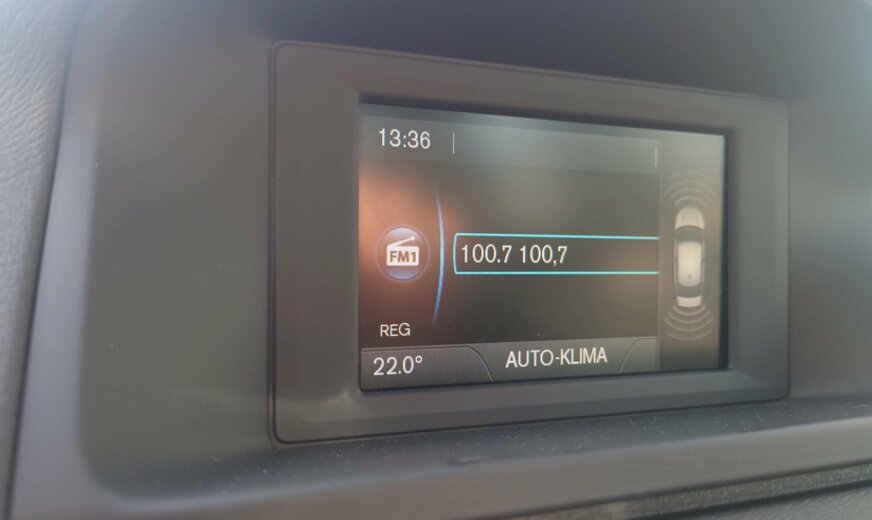 13:36
FM1
100.7 100,7
REG
22.0°
AUTO-KLIMA